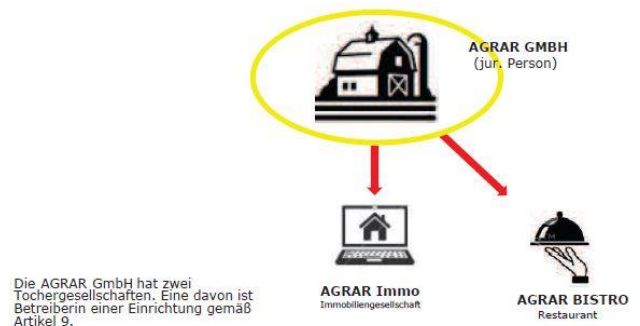 AGRAR GMBH
(jur. Person)
AGRAR Immo
Immobiliengesellschaft
AGRAR BISTRO
Restaurant
Die AGRAR GmbH hat zwei
Tochergesellschaften. Eine davon ist
Betreiberin einer Einrichtung gemäß
Artikel 9.